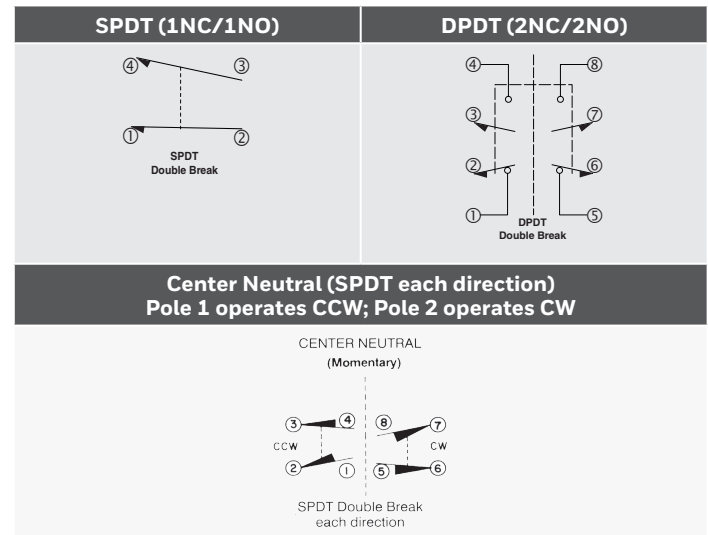 SPDT (1NC/1NO)
DPDT (2NC/2NO)
④ ③
① ②
SPDT
Double Break
④ ⑧
③ ⑦
② ⑥
① ⑤
DPDT
Double Break
Center Neutral (SPDT each direction)
Pole 1 operates CCW; Pole 2 operates CW
CENTER NEUTRAL
(Momentary)
③ ④ ⑧ ⑦
CCW CW
② ① ⑤ ⑥
SPDT Double Break
each direction